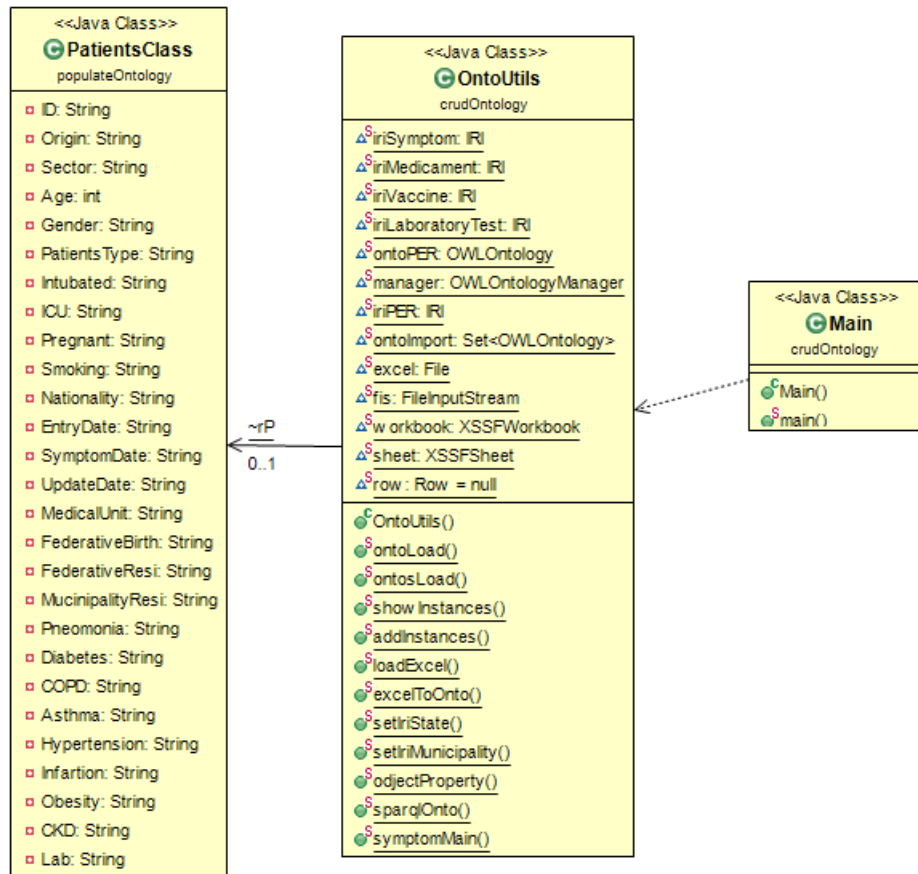 <<Java Class>>
PatientsClass
populateOntology
ID: String
Origin: String
Sector: String
Age: int
Gender: String
PatientsType: String
Intubated: String
ICU: String
Pregnant: String
Smoking: String
Nationality: String
EntryDate: String
SymptomDate: String
UpdateDate: String
MedicalUnit: String
FederativeBirth: String
FederativeResi: String
MucinipalityResi: String
Pneomonia: String
Diabetes: String
COPD: String
Asthma: String
Hypertension: String
Infartion: String
Obesity: String
CKD: String
Lab: String
~rP
0..1
<<Java Class>>
OntoUtils
crudOntology
iriSymptom: IRI
iriMedicament: IRI
iriVaccine: IRI
iriLaboratoryTest: IRI
ontoPER: OWLOntology
manager: OWLOntologyManager
iriPER: IRI
ontoImport: Set<OWLOntology>
excel: File
fis: FileInputStream
workbook: XSSFWorkbook
sheet: XSSFSheet
row: Row = null
OntoUtils()
ontoLoad()
ontosLoad()
showInstances()
addInstances()
loadExcel()
excelToOnto()
setIriState()
setIriMunicipality()
odjectProperty()
sparqlOnto()
symptomMain()
<<Java Class>>
Main
crudOntology
Main()
main()